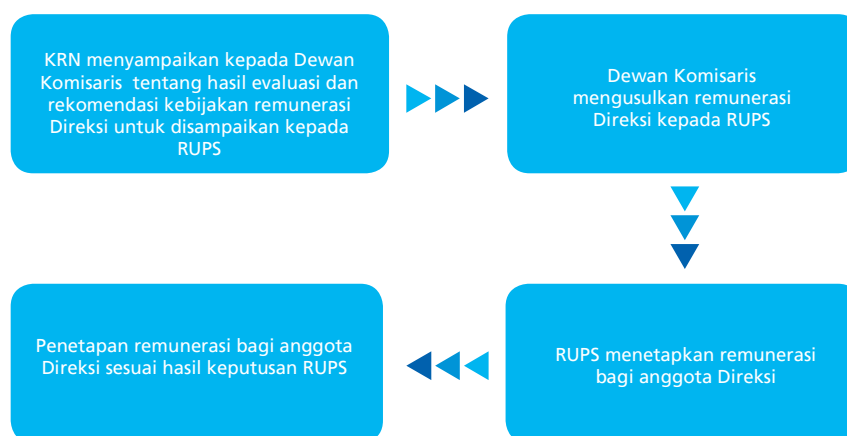 KRN menyampaikan kepada Dewan
Komisaris tentang hasil evaluasi dan
rekomendasi kebijakan remunerasi
Direksi untuk disampaikan kepada
RUPS
Dewan Komisaris
mengusulkan remunerasi
Direksi kepada RUPS
RUPS menetapkan remunerasi
bagi anggota Direksi
Penetapan remunerasi bagi anggota
Direksi sesuai hasil keputusan RUPS